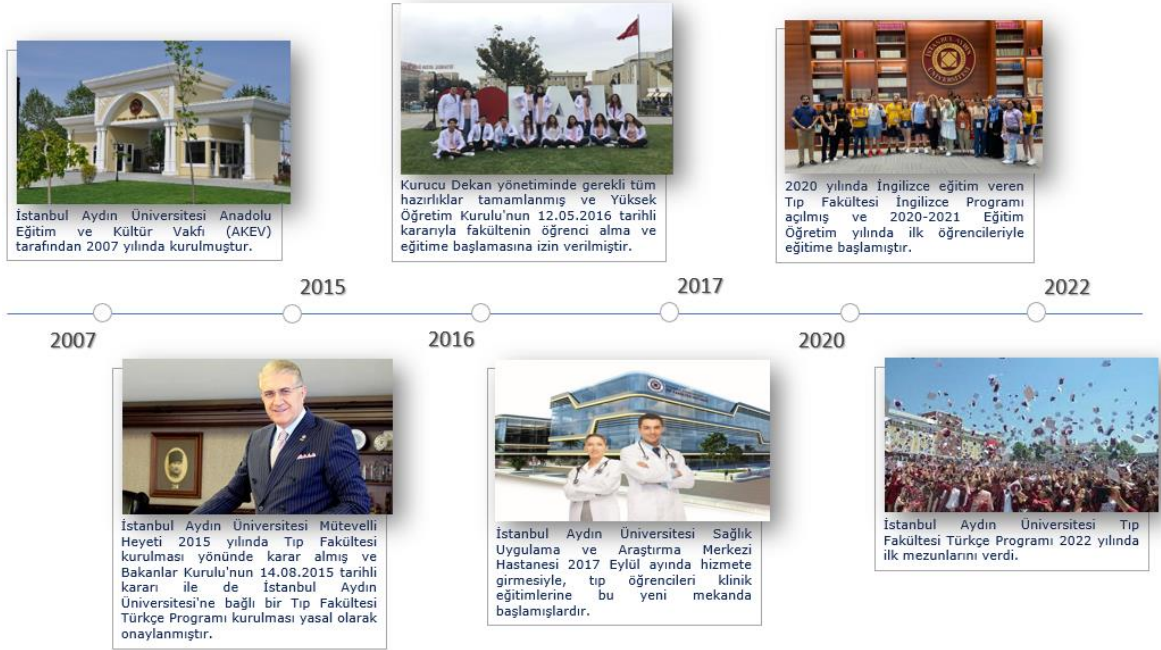 İstanbul Aydın Üniversitesi Anadolu
Eğitim ve Kültür Vakfı (AKEV)
tarafından 2007 yılında kurulmuştur.
Kurucu Dekan yönetiminde gerekli tüm
hazırlıklar tamamlanmış ve Yüksek
Öğretim Kurulu'nun 12.05.2016 tarihli
kararıyla fakültenin öğrenci alma ve
eğitime başlamasına izin verilmiştir.
İSTANBUL AYDIN
ÜNİVERSİTESİ
2020 yılında İngilizce eğitim veren
Tıp Fakültesi İngilizce Programı
açılmış ve 2020-2021 Eğitim
Öğretim yılında ilk öğrencileriyle
eğitime başlamıştır.
2015
2017
2022
2007
2016
2020
İstanbul Aydın Üniversitesi Mütevelli
Heyeti 2015 yılında Tıp Fakültesi
kurulması yönünde karar almış ve
Bakanlar Kurulu'nun 14.08.2015 tarihli
kararı ile de İstanbul Aydın
Üniversitesi'ne bağlı bir Tıp Fakültesi
Türkçe Programı kurulması yasal olarak
onaylanmıştır.
İstanbul Aydın Üniversitesi Sağlık
Uygulama ve Araştırma Merkezi
Hastanesi 2017 Eylül ayında hizmete
girmesiyle, tıp öğrencileri klinik
eğitimlerine bu yeni mekanda
başlamışlardır.
İstanbul Aydın Üniversitesi Tıp
Fakültesi Türkçe Programı 2022 yılında
ilk mezunlarını verdi.